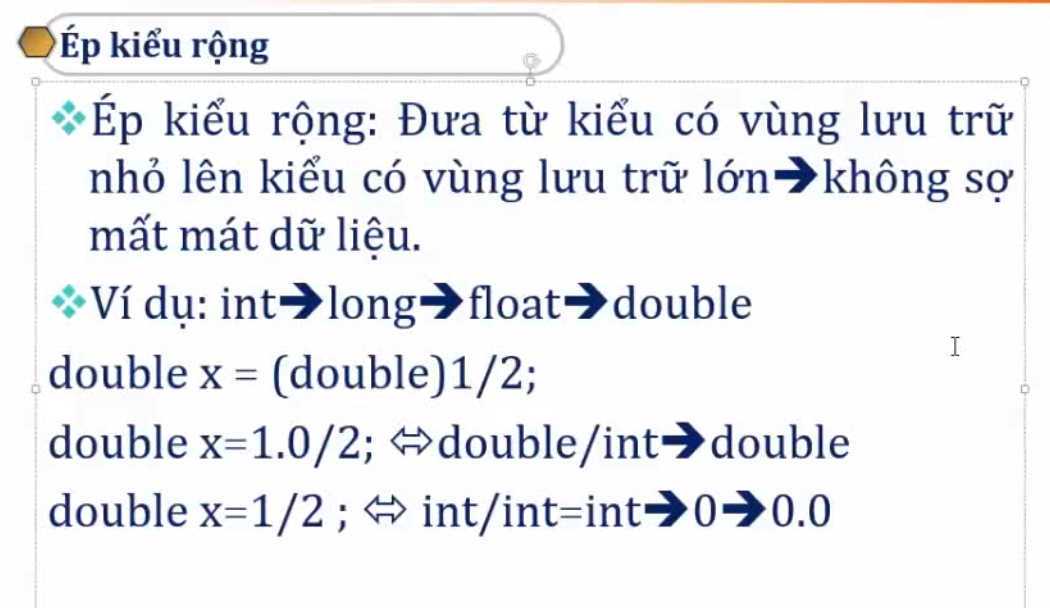 Ép kiểu rộng
Ép kiểu rộng: Đưa từ kiểu có vùng lưu trữ
nhỏ lên kiểu có vùng lưu trữ lớn➔không sợ
mất mát dữ liệu.
Ví dụ: int➔long➔float➔double
double x = (double)1/2;
double x=1.0/2; ⇔double/int➔double
double x=1/2 ; ⇔ int/int=int➔0➔0.0